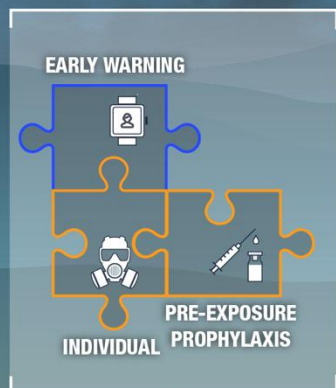 EARLY WARNING
INDIVIDUAL
PRE-EXPOSURE
PROPHYLAXIS